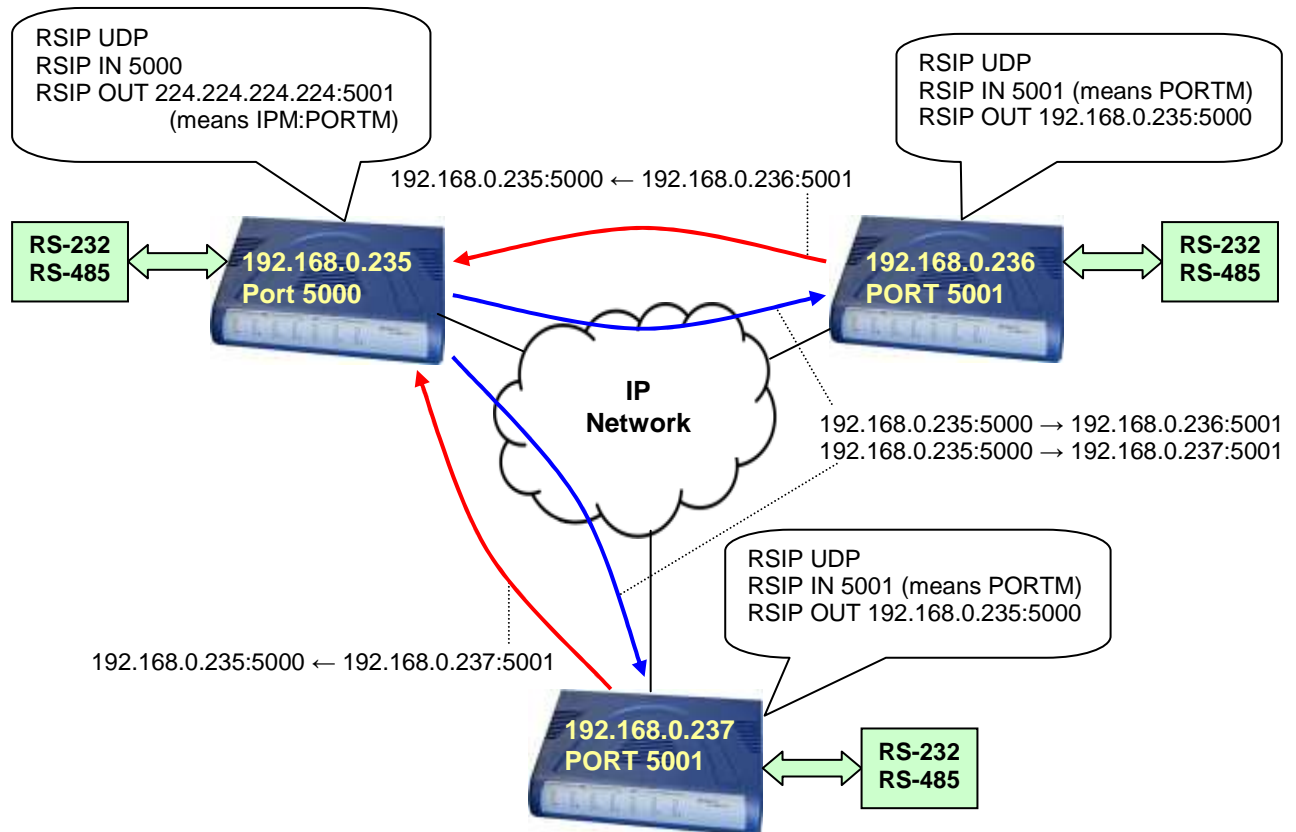 RSIP UDP
RSIP IN 5000
RSIP OUT 224.224.224.224:5001
(means IPM:PORTM)
RSIP UDP
RSIP IN 5001 (means PORTM)
RSIP OUT 192.168.0.235:5000
192.168.0.235:5000 ← 192.168.0.236:5001
RS-232
RS-485
192.168.0.235
Port 5000
192.168.0.236
PORT 5001
RS-232
RS-485
IP
Network
192.168.0.235:5000 → 192.168.0.236:5001
192.168.0.235:5000 → 192.168.0.237:5001
RSIP UDP
RSIP IN 5001 (means PORTM)
RSIP OUT 192.168.0.235:5000
192.168.0.235:5000 ← 192.168.0.237:5001
192.168.0.237
PORT 5001
RS-232
RS-485